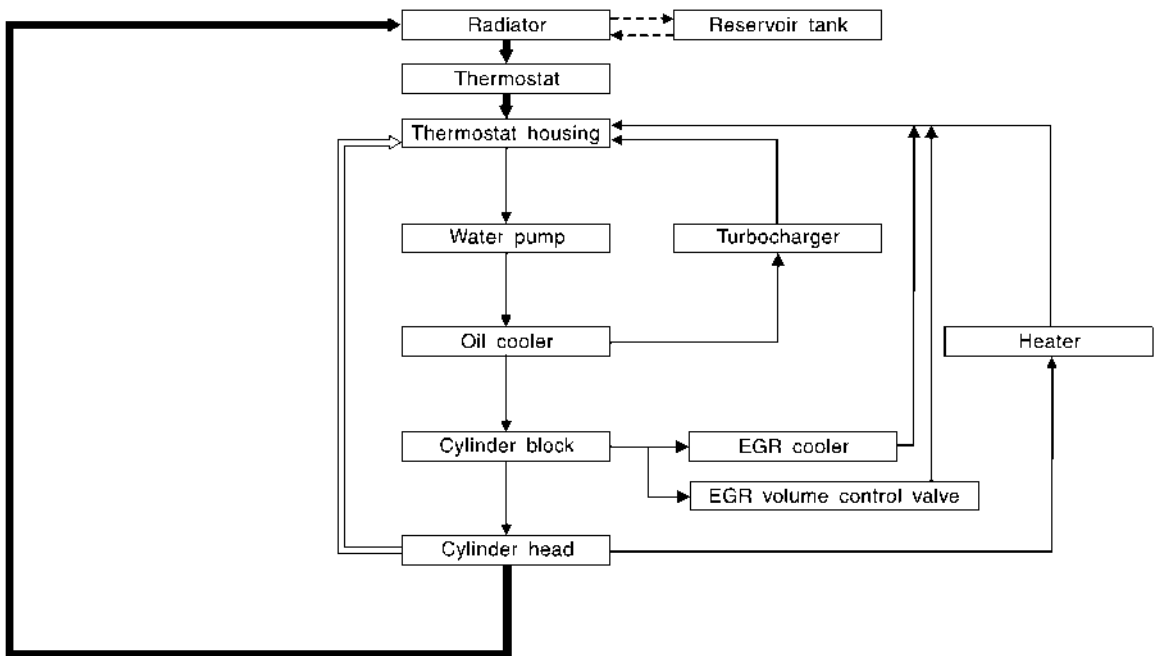 Radiator
Reservoir tank
Thermostat
Thermostat housing
Water pump
Turbocharger
Oil cooler
Heater
Cylinder block
EGR cooler
EGR volume control valve
Cylinder head